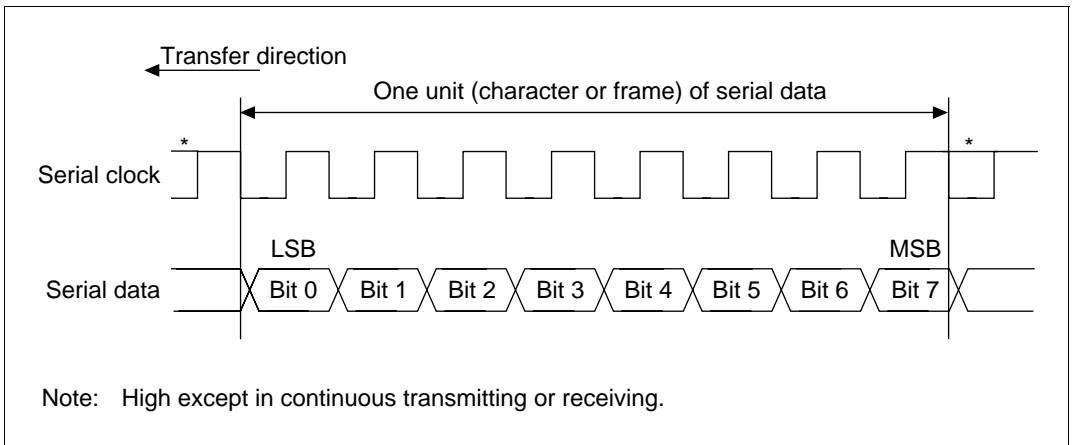 Transfer direction
One unit (character or frame) of serial data
* *
Serial clock
LSB MSB
Serial data Bit 0 Bit 1 Bit 2 Bit 3 Bit 4 Bit 5 Bit 6 Bit 7
Note: High except in continuous transmitting or receiving.